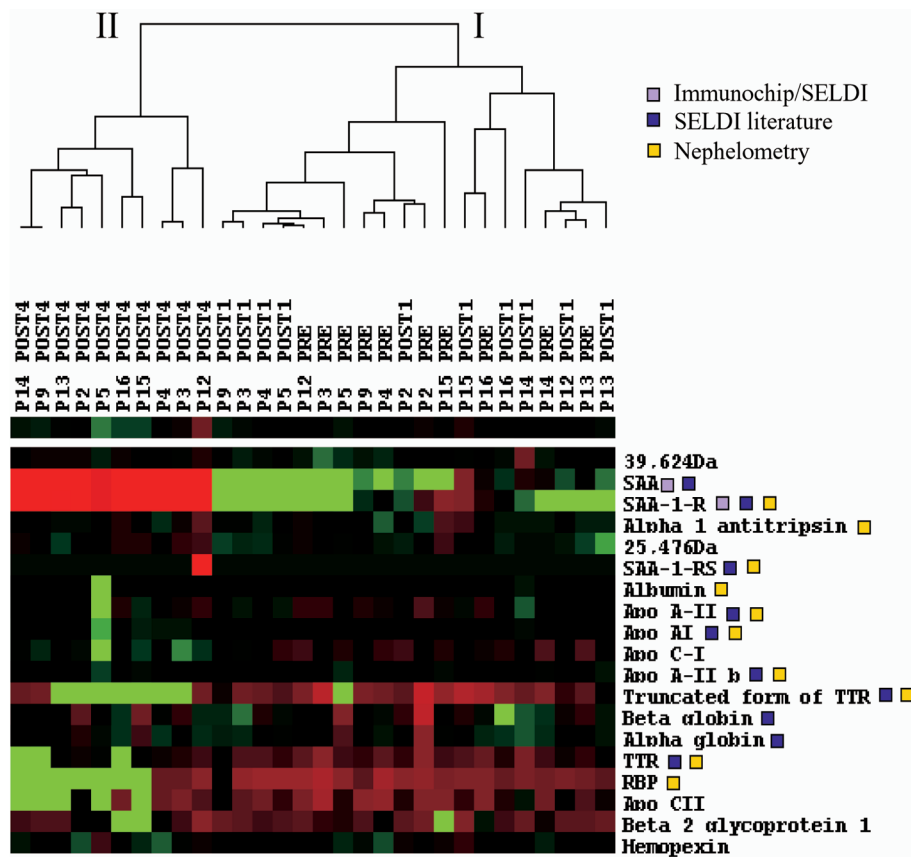 II
I
Immunochip/SELDI
SELDI literature
Nephelometry
P14 POST4
P9 POST4
P13 POST4
P2 POST4
P5 POST4
P16 POST4
P15 POST4
P4 POST4
P3 POST4
P12 POST4
P9 POST1
P3 POST1
P4 POST1
P5 POST1
P12 PRE
P3 PRE
P5 PRE
P9 PRE
P4 PRE
P2 POST1
P2 PRE
P15 PRE
P15 POST1
P16 PRE
P16 POST1
P14 POST1
P14 PRE
P12 POST1
P13 PRE
P13 POST1
39.624Da
SAA
SAA-1-R
Alpha 1 antitripsin
25.476Da
SAA-1-RS
Albumin
Apo A-II
Apo AI
Apo C-I
Apo A-II b
Truncated form of TTR
Beta globin
Alpha globin
TTR
RBP
Apo CII
Beta 2 glycoprotein 1
Hemopexin